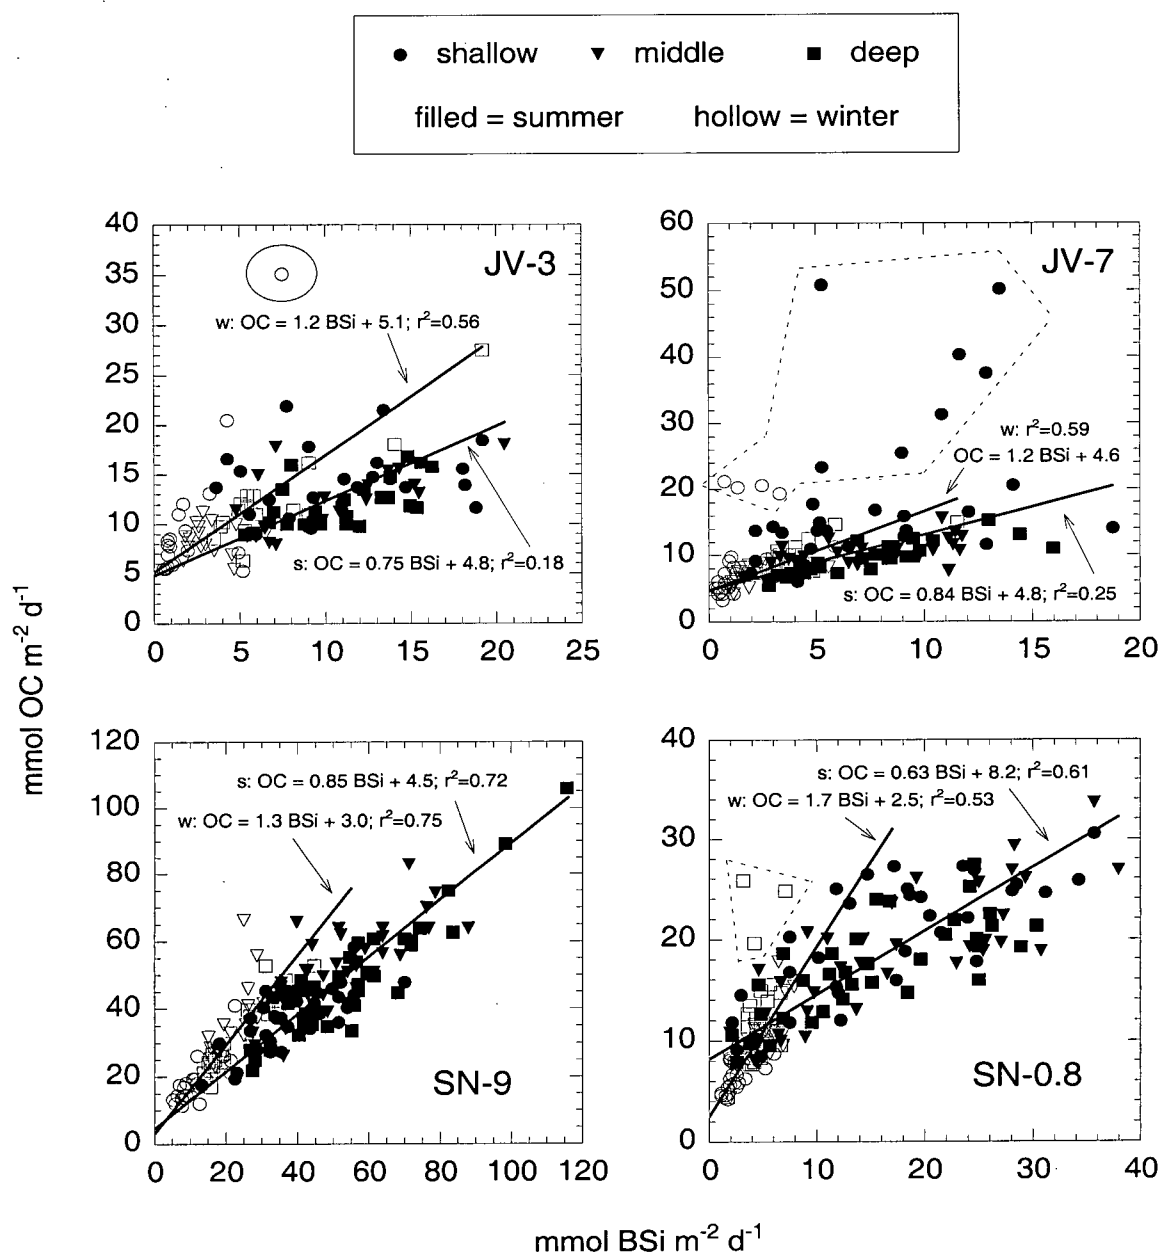 shallow middle deep
filled = summer hollow = winter
mmol OC m⁻² d⁻¹
JV-3
w: OC = 1.2 BSi + 5.1; r²=0.56
s: OC = 0.75 BSi + 4.8; r²=0.18
40
35
30
25
20
15
10
5
0
0 5 10 15 20 25
JV-7
w: r²=0.59
OC = 1.2 BSi + 4.6
s: OC = 0.84 BSi + 4.8; r²=0.25
60
50
40
30
20
10
0
0 5 10 15 20
s: OC = 0.85 BSi + 4.5; r²=0.72
w: OC = 1.3 BSi + 3.0; r²=0.75
SN-9
120
100
80
60
40
20
0
0 20 40 60 80 100 120
s: OC = 0.63 BSi + 8.2; r²=0.61
w: OC = 1.7 BSi + 2.5; r²=0.53
SN-0.8
40
30
20
10
0
0 10 20 30 40
mmol BSi m⁻² d⁻¹